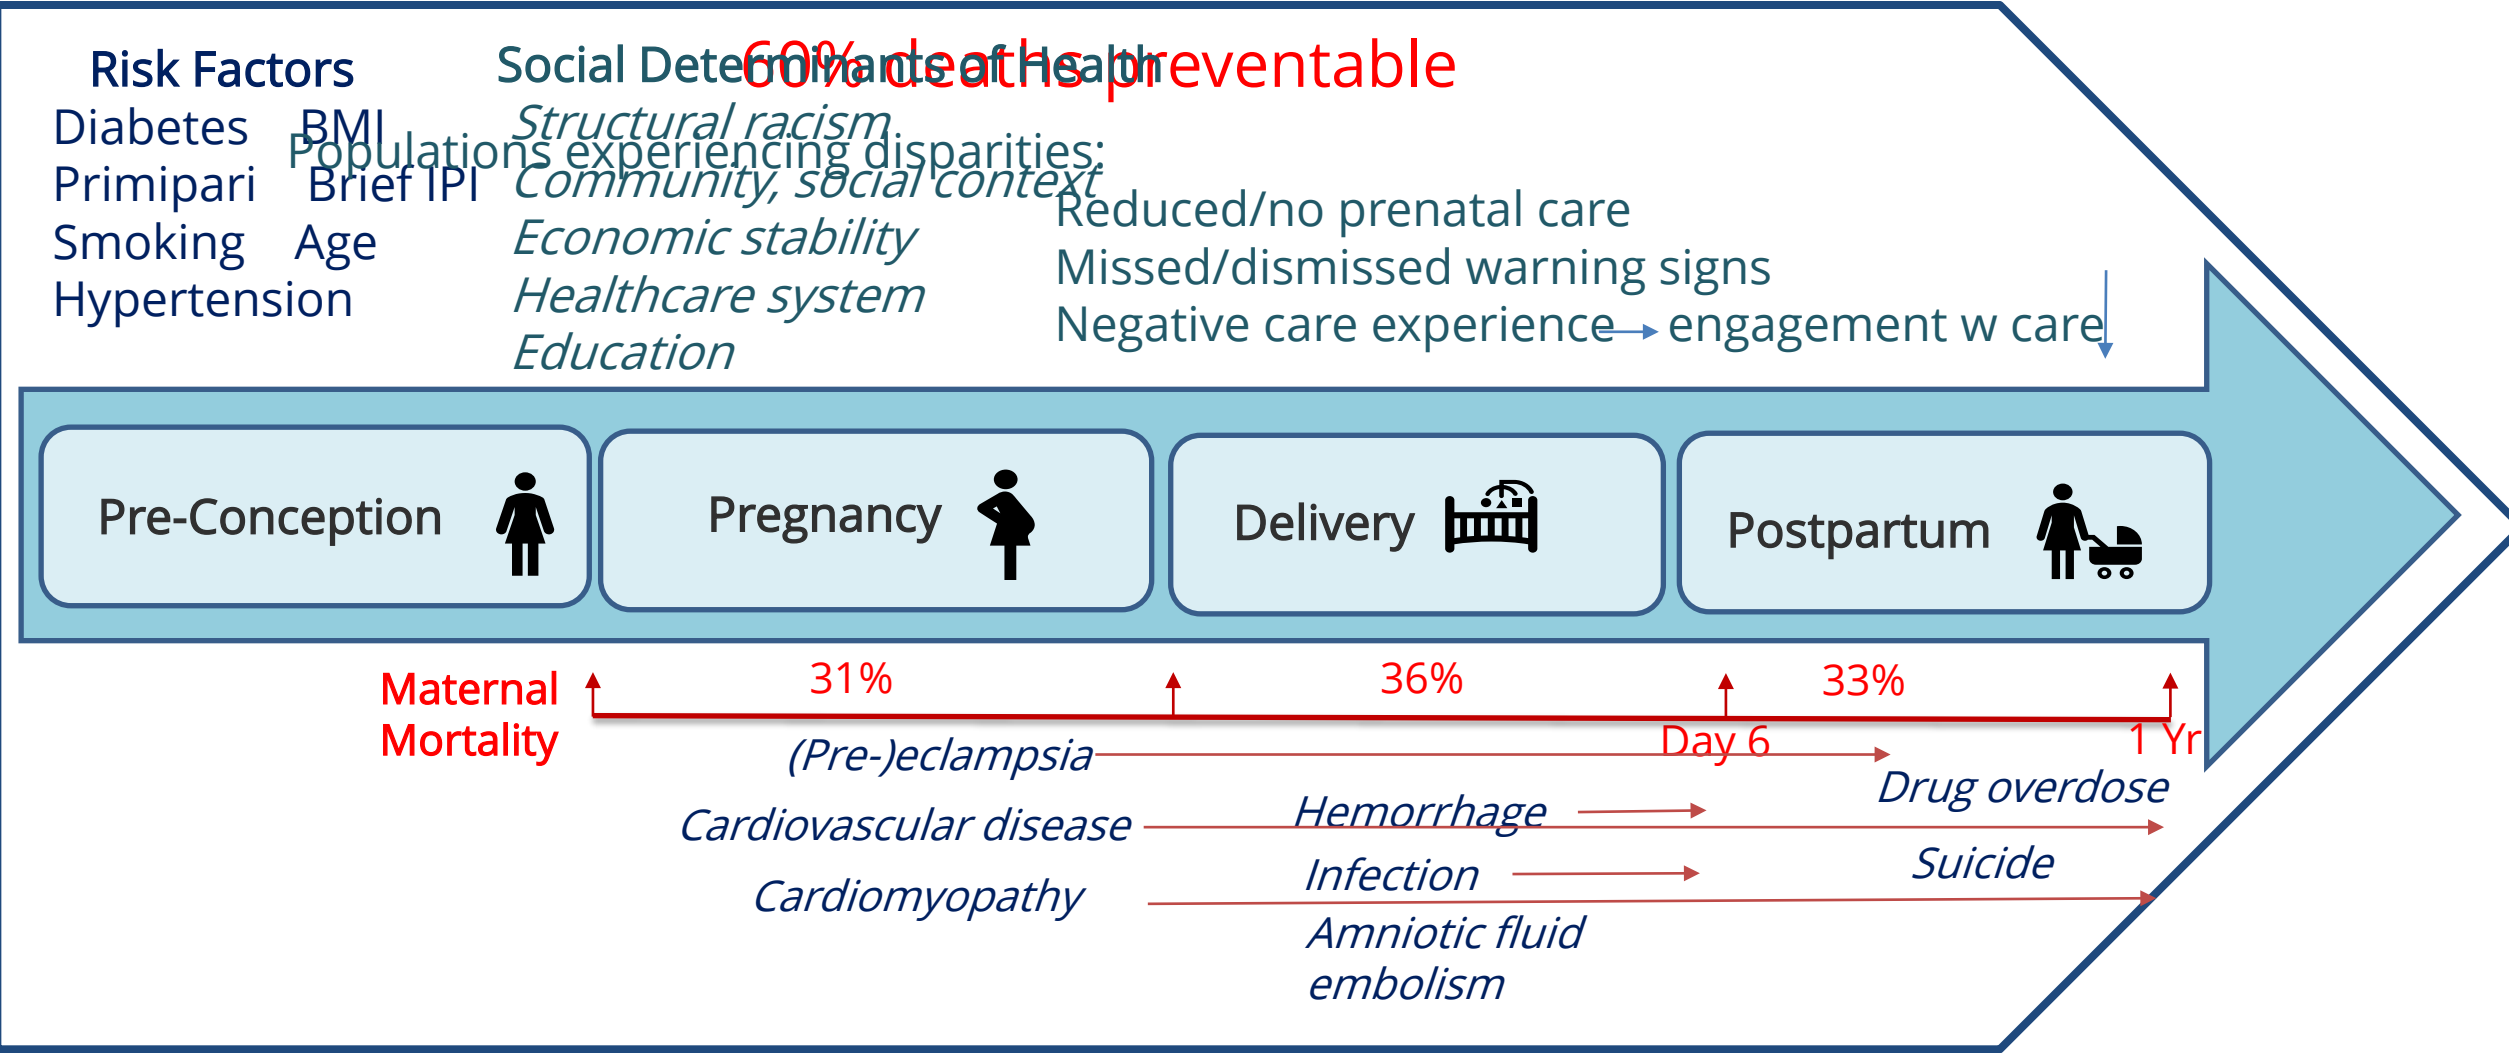 Risk Factors
Diabetes BMI
Primipari Brief IPI
Smoking Age
Hypertension
Social Determinants of Health
Structural racism
Community, social context
Economic stability
Healthcare system
Education
60% deaths preventable
Populations experiencing disparities:
Reduced/no prenatal care
Missed/dismissed warning signs
Negative care experience engagement w care
Pre-Conception
Pregnancy
Delivery
Postpartum
Maternal
Mortality
31%
36%
33%
Day 6
1 Yr
(Pre-)eclampsia
Cardiovascular disease
Cardiomyopathy
Hemorrhage
Infection
Amniotic fluid
embolism
Drug overdose
Suicide